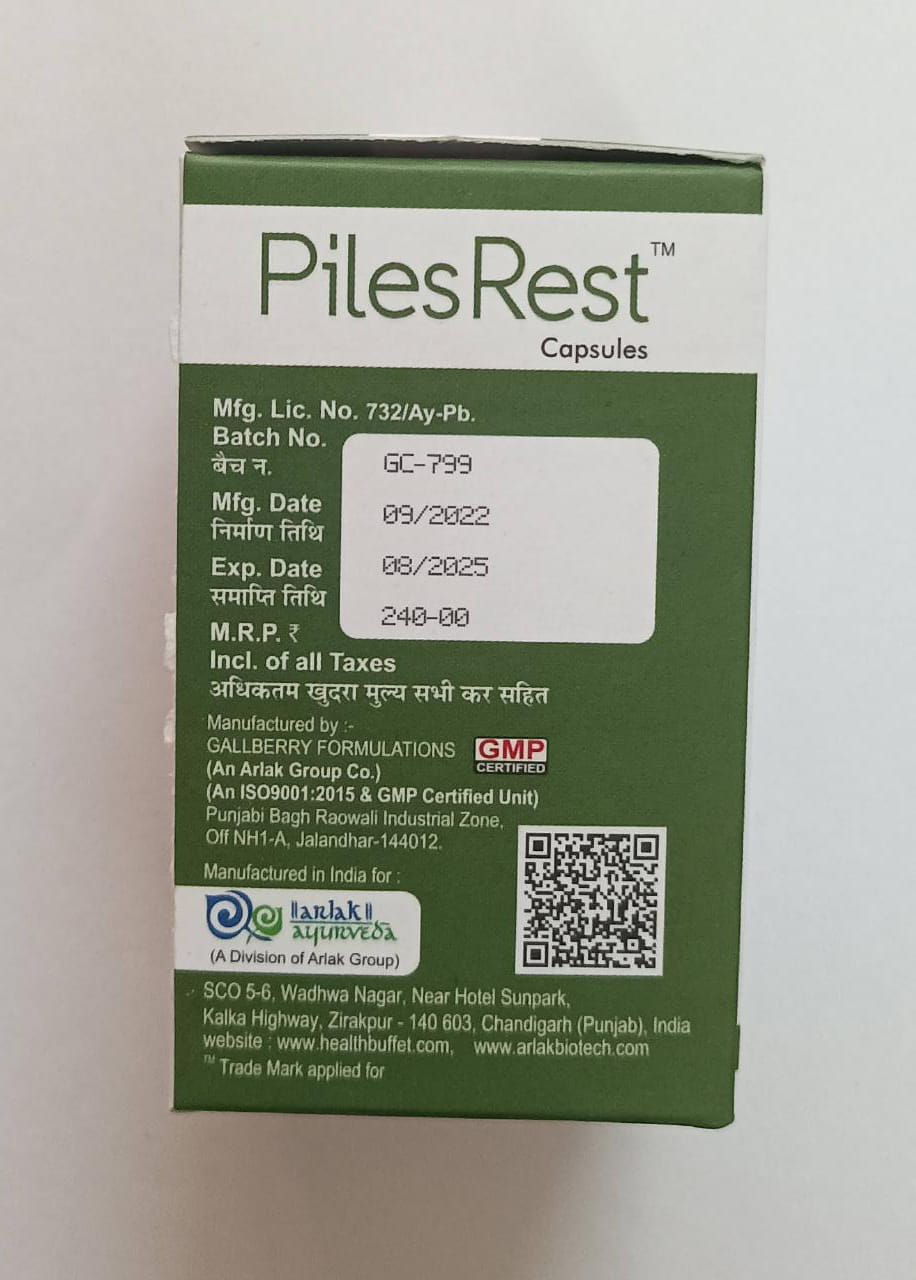 PilesRest™
Capsules
Mfg. Lic. No. 732/Ay-Pb.
Batch No.
बैच न. GC-799
Mfg. Date 09/2022
निर्माण तिथि
Exp. Date 08/2025
समाप्ति तिथि
M.R.P. ₹ 240-00
Incl. of all Taxes
अधिकतम खुदरा मुल्य सभी कर सहित
Manufactured by :-
GALLBERRY FORMULATIONS
(An Arlak Group Co.)
GMP
CERTIFIED
(An ISO9001:2015 & GMP Certified Unit)
Punjabi Bagh Raowali Industrial Zone,
Off NH1-A, Jalandhar-144012.
Manufactured in India for :
||arlak||
ayurveda
(A Division of Arlak Group)
SCO 5-6, Wadhwa Nagar, Near Hotel Sunpark,
Kalka Highway, Zirakpur - 140 603, Chandigarh (Punjab), India
website : www.healthbuffet.com, www.arlakbiotech.com
™ Trade Mark applied for